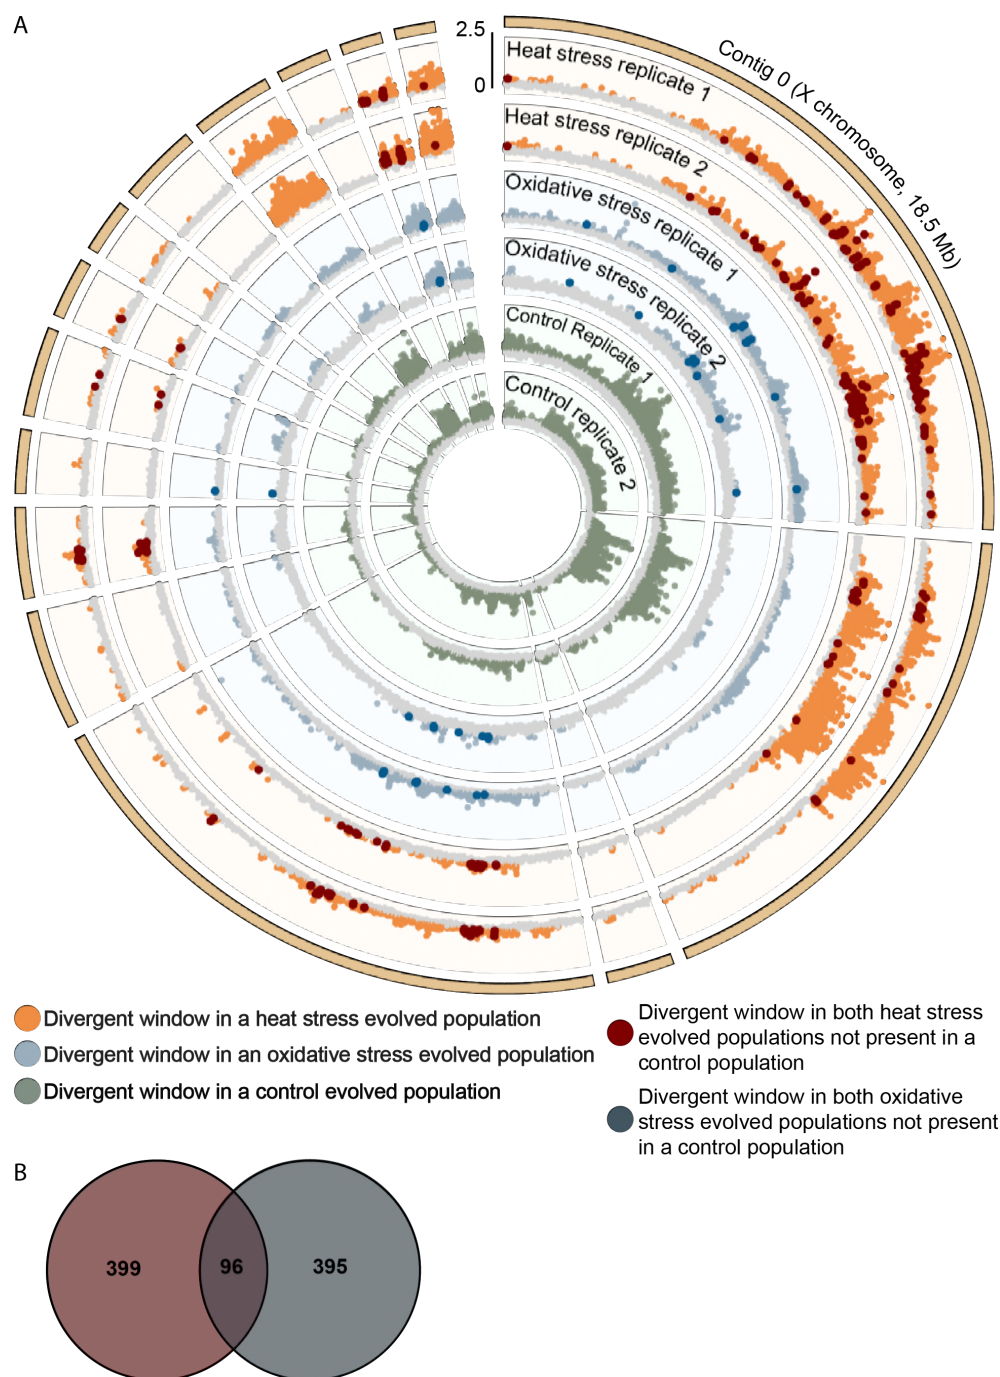 A
2.5
0
Heat stress replicate 1
Heat stress replicate 2
Oxidative stress replicate 1
Oxidative stress replicate 2
Control Replicate 1
Control replicate 2
Contig 0 (X chromosome, 18.5 Mb)
Divergent window in a heat stress evolved population
Divergent window in an oxidative stress evolved population
Divergent window in a control evolved population
Divergent window in both heat stress
evolved populations not present in a
control population
Divergent window in both oxidative
stress evolved populations not present
in a control population
B
399
96
395